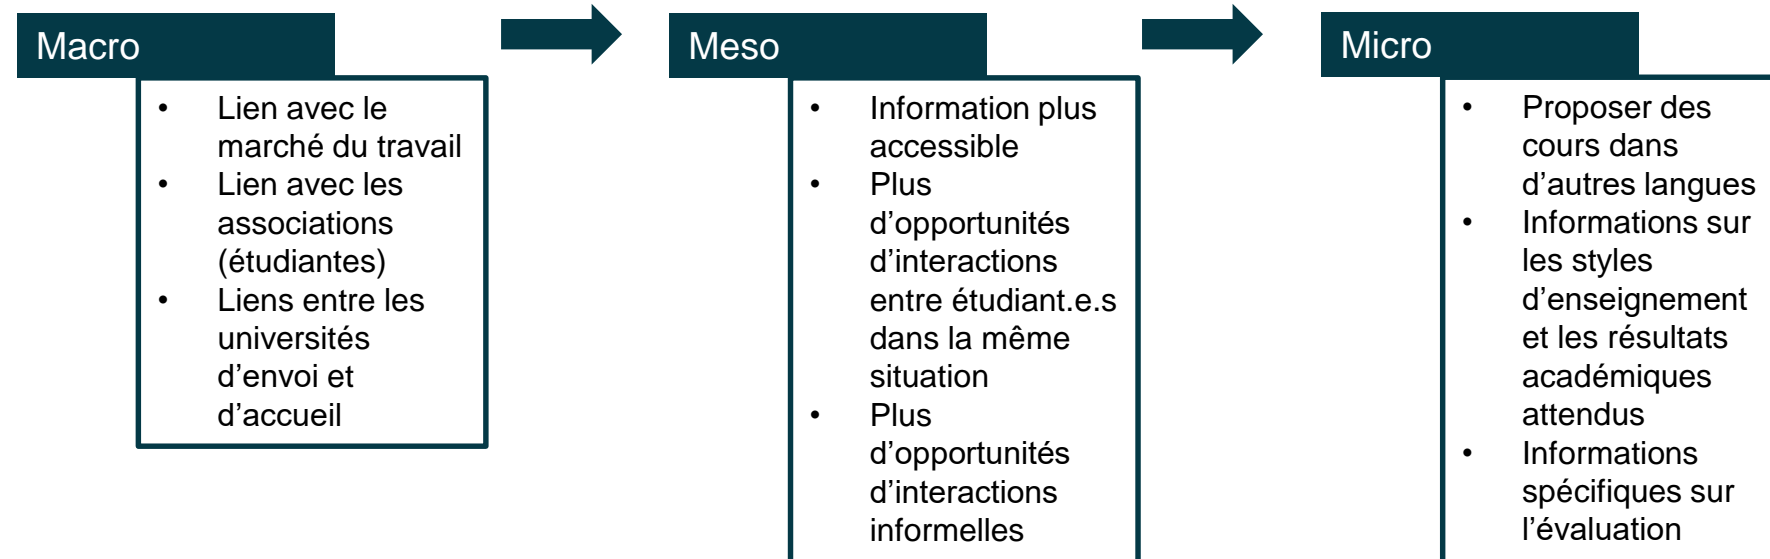 Macro
• Lien avec le
marché du travail
• Lien avec les
associations
(étudiantes)
• Liens entre les
universités
d’envoi et
d’accueil
Meso
• Information plus
accessible
• Plus
d’opportunités
d’interactions
entre étudiant.e.s
dans la même
situation
• Plus
d’opportunités
d’interactions
informelles
Micro
• Proposer des
cours dans
d’autres langues
• Informations sur
les styles
d’enseignement
et les résultats
académiques
attendus
• Informations
spécifiques sur
l’évaluation